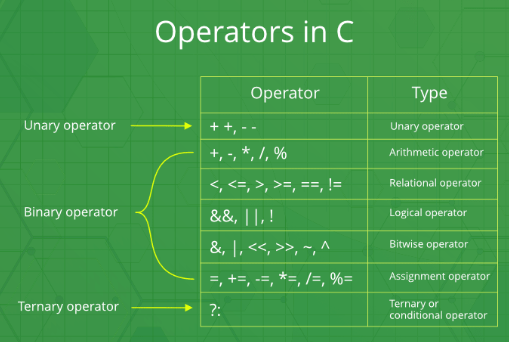 Operators in C
Operator Type
Unary operator + +, - - Unary operator
+, -, *, /, % Arithmetic operator
<, <=, >, >=, ==, != Relational operator
Binary operator &&, ||, ! Logical operator
&, |, <<, >>, ~, ^ Bitwise operator
=, +=, -=, *=, /=, %= Assignment operator
Ternary operator ?: Ternary or
conditional operator